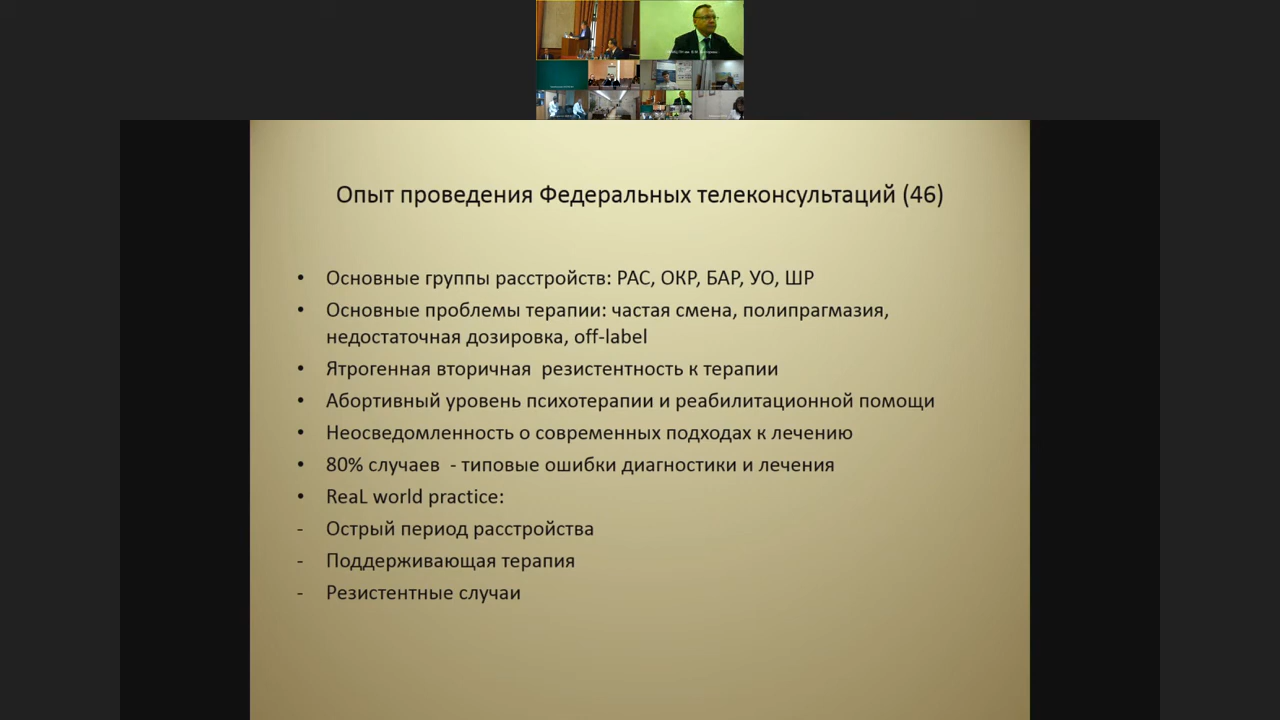 Опыт проведения Федеральных телеконсультаций (46)
• Основные группы расстройств: РАС, ОКР, БАР, УО, ШР
• Основные проблемы терапии: частая смена, полипрагмазия,
недостаточная дозировка, off-label
• Ятрогенная вторичная резистентность к терапии
• Абортивный уровень психотерапии и реабилитационной помощи
• Неосведомленность о современных подходах к лечению
• 80% случаев - типовые ошибки диагностики и лечения
• ReaL world practice:
- Острый период расстройства
- Поддерживающая терапия
- Резистентные случаи